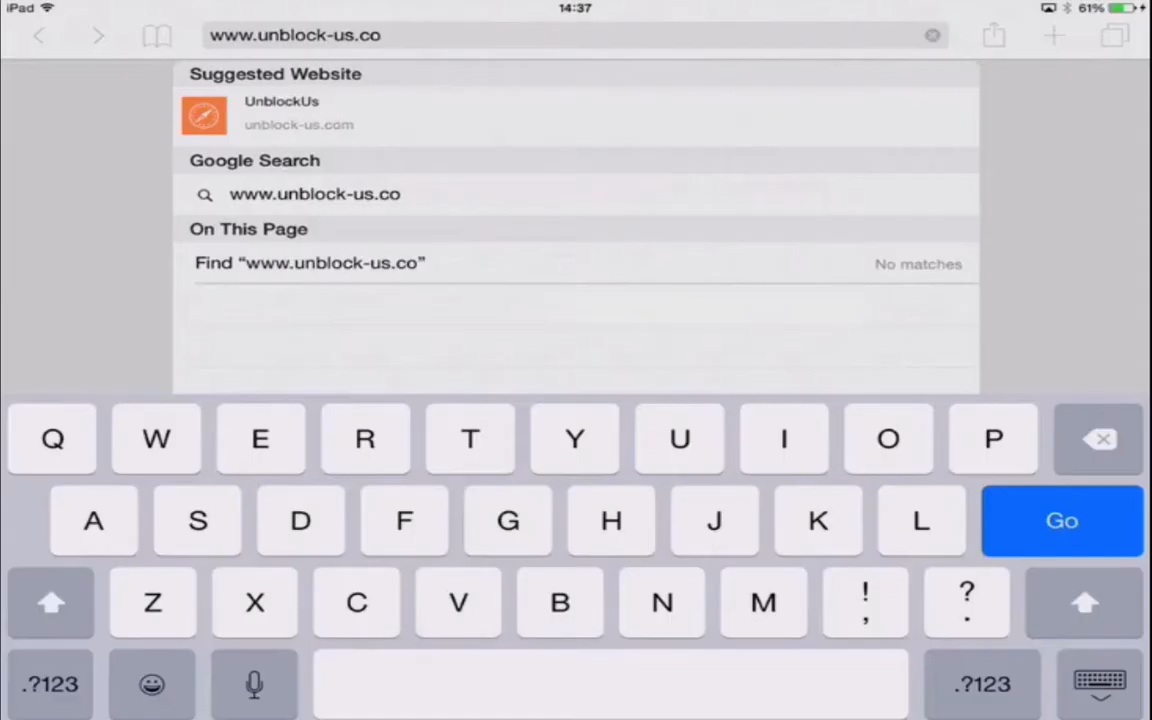 iPad 14:37 61%
www.unblock-us.co
Suggested Website
UnblockUs
unblock-us.com
Google Search
www.unblock-us.co
On This Page
Find “www.unblock-us.co” No matches
Q W E R T Y U I O P
A S D F G H J K L Go
Z X C V B N M ! , ? .
.?123 .?123